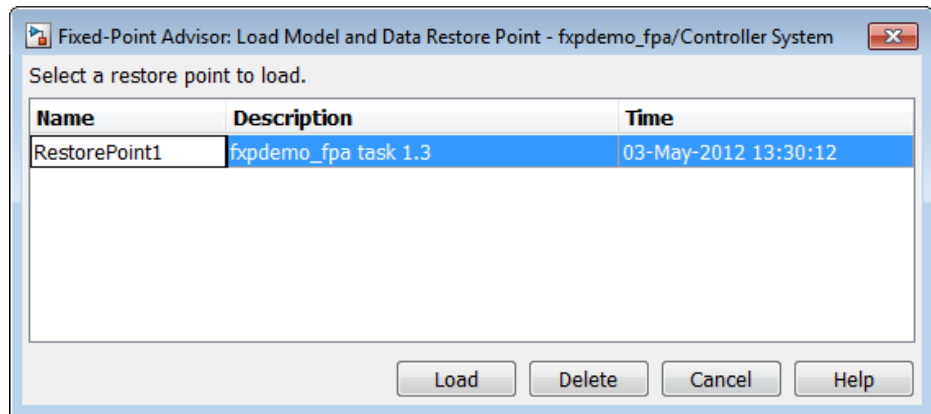 Fixed-Point Advisor: Load Model and Data Restore Point - fxpdemo_fpa/Controller System
Select a restore point to load.
Name Description Time
RestorePoint1 fxpdemo_fpa task 1.3 03-May-2012 13:30:12
Load Delete Cancel Help